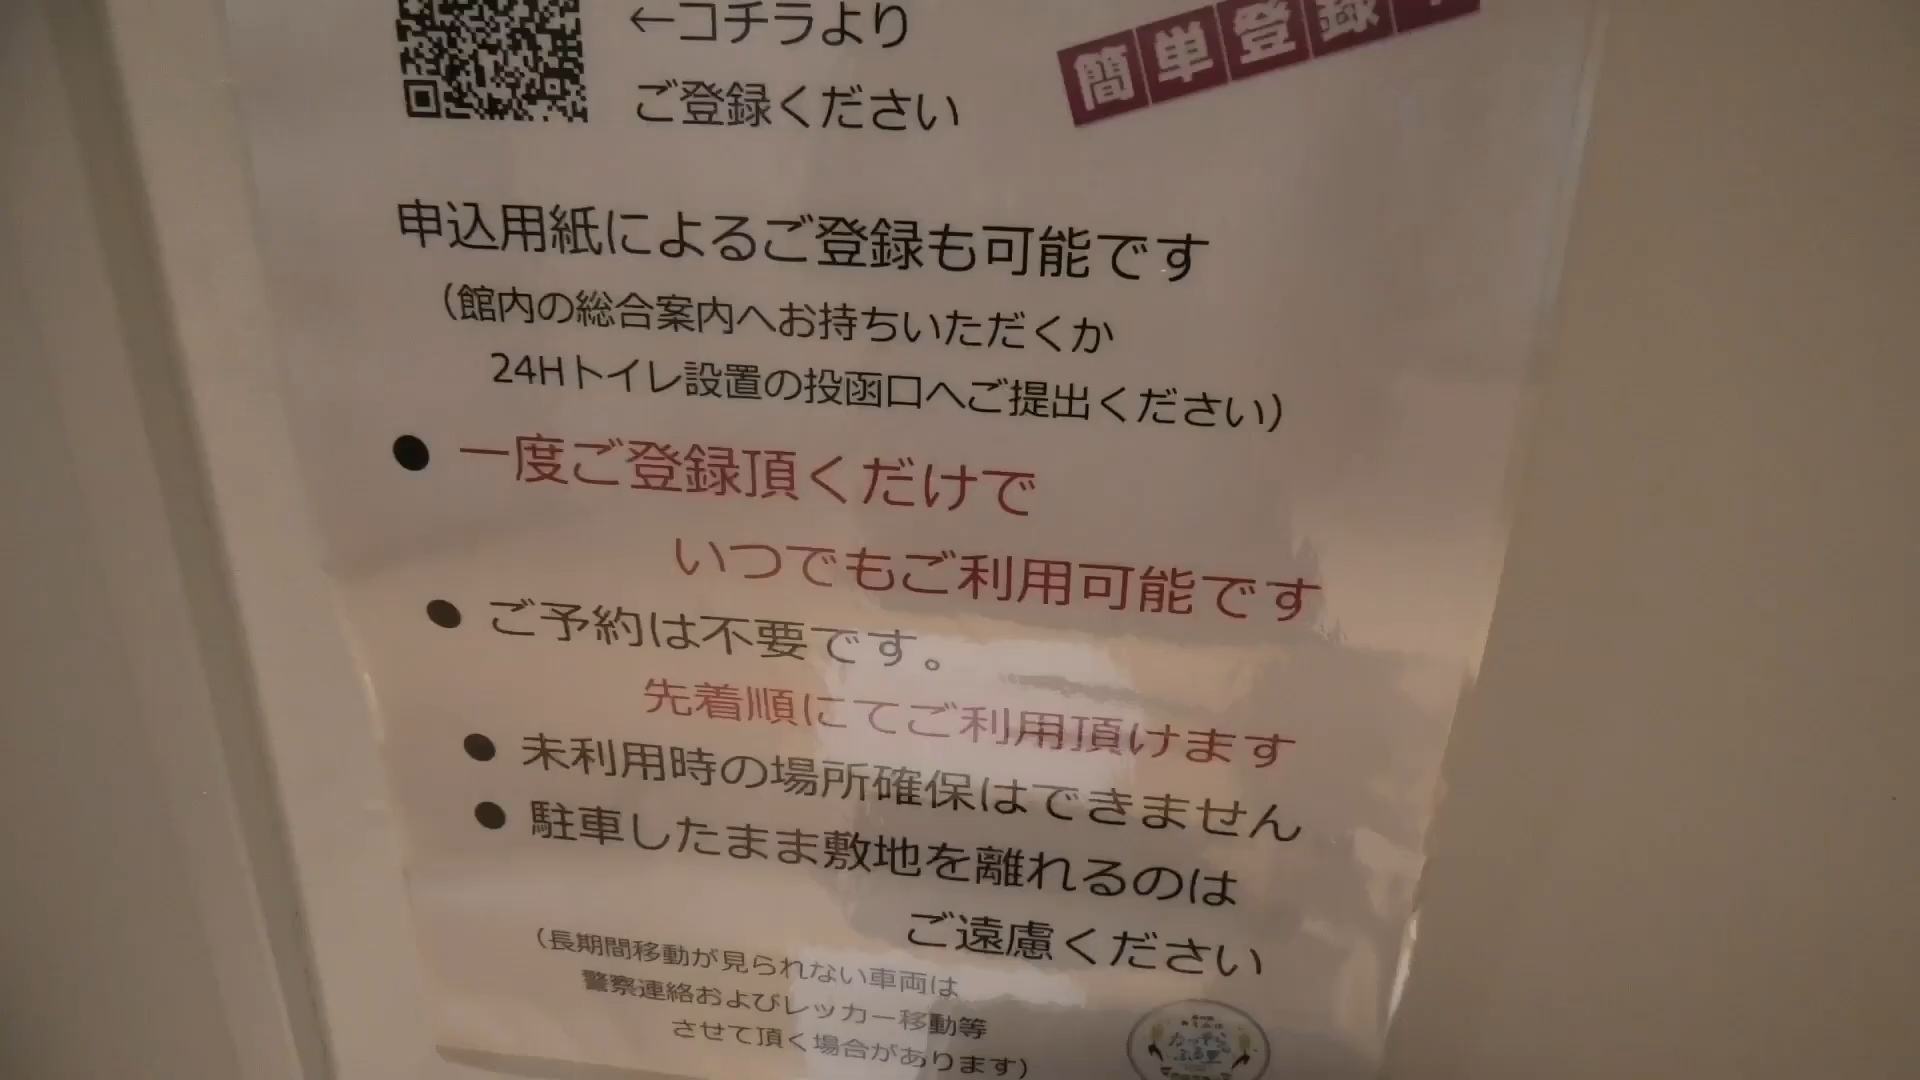 ←コチラより
ご登録ください
簡単登録
申込用紙によるご登録も可能です
（館内の総合案内へお持ちいただくか
24Hトイレ設置の投函口へご提出ください）
● 一度ご登録頂くだけで
いつでもご利用可能です
● ご予約は不要です。
先着順にてご利用頂けます
● 未利用時の場所確保はできません
● 駐車したまま敷地を離れるのは
ご遠慮ください
（長期間移動が見られない車両は
警察連絡およびレッカー移動等
させて頂く場合があります）